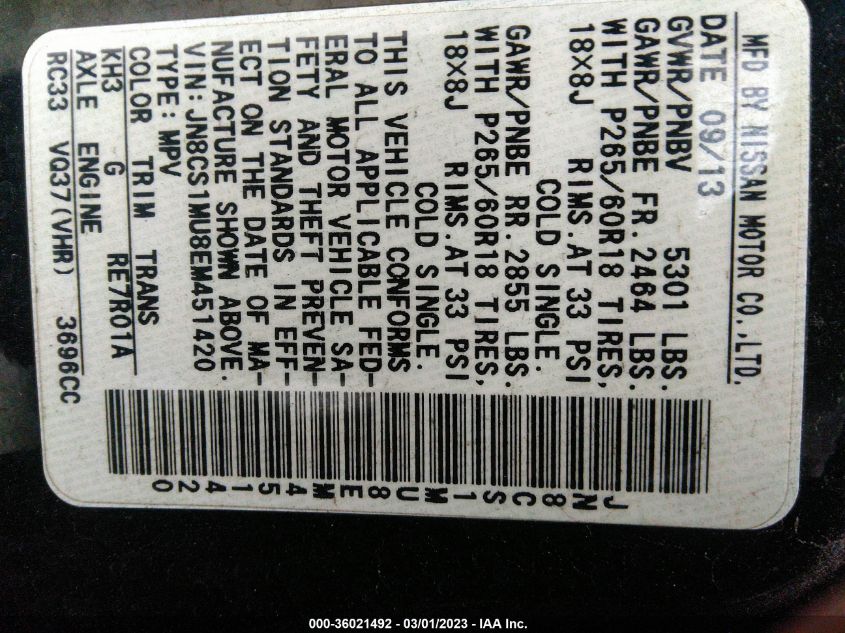 MFD BY NISSAN MOTOR CO.,LTD.
DATE 09/13
GVWR/PNBV 5301 LBS.
GAWR/PNBE FR. 2464 LBS.
WITH P265/60R18 TIRES,
18X8J RIMS.AT 33 PSI
COLD SINGLE.
GAWR/PNBE RR. 2855 LBS.
WITH P265/60R18 TIRES,
18X8J RIMS.AT 33 PSI
COLD SINGLE.
THIS VEHICLE CONFORMS
TO ALL APPLICABLE FED-
ERAL MOTOR VEHICLE SA-
FETY AND THEFT PREVEN-
TION STANDARDS IN EFF-
ECT ON THE DATE OF MA-
NUFACTURE SHOWN ABOVE.
VIN: JN8CS1MU8EM451420
TYPE: MPV
COLOR TRIM TRANS
KH3 G RE7R01A
AXLE ENGINE
RC33 VQ37(VHR) 3696CC
JN8CS1MU8EM451420
000-36021492 - 03/01/2023 - IAA Inc.